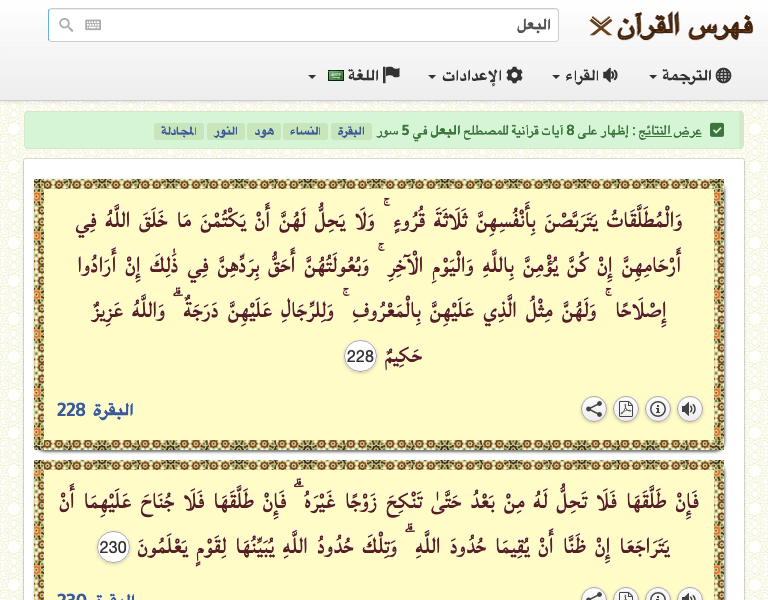 فهرس القرآن
البعل
الترجمة القراء الإعدادات اللغة
عرض النتائج : إظهار على 8 آيات قرآنية للمصطلح البعل في 5 سور البقرة النساء هود النور المجادلة
وَالْمُطَلَّقَاتُ يَتَرَبَّصْنَ بِأَنْفُسِهِنَّ ثَلَاثَةَ قُرُوءٍ ۚ وَلَا يَحِلُّ لَهُنَّ أَنْ يَكْتُمْنَ مَا خَلَقَ اللَّهُ فِي
أَرْحَامِهِنَّ إِنْ كُنَّ يُؤْمِنَّ بِاللَّهِ وَالْيَوْمِ الْآخِرِ ۚ وَبُعُولَتُهُنَّ أَحَقُّ بِرَدِّهِنَّ فِي ذَٰلِكَ إِنْ أَرَادُوا
إِصْلَاحًا ۚ وَلَهُنَّ مِثْلُ الَّذِي عَلَيْهِنَّ بِالْمَعْرُوفِ ۚ وَلِلرِّجَالِ عَلَيْهِنَّ دَرَجَةٌ ۗ وَاللَّهُ عَزِيزٌ
حَكِيمٌ 228
البقرة 228
فَإِنْ طَلَّقَهَا فَلَا تَحِلُّ لَهُ مِنْ بَعْدُ حَتَّىٰ تَنْكِحَ زَوْجًا غَيْرَهُ ۗ فَإِنْ طَلَّقَهَا فَلَا جُنَاحَ عَلَيْهِمَا أَنْ
يَتَرَاجَعَا إِنْ ظَنَّا أَنْ يُقِيمَا حُدُودَ اللَّهِ ۗ وَتِلْكَ حُدُودُ اللَّهِ يُبَيِّنُهَا لِقَوْمٍ يَعْلَمُونَ 230
البقرة 230